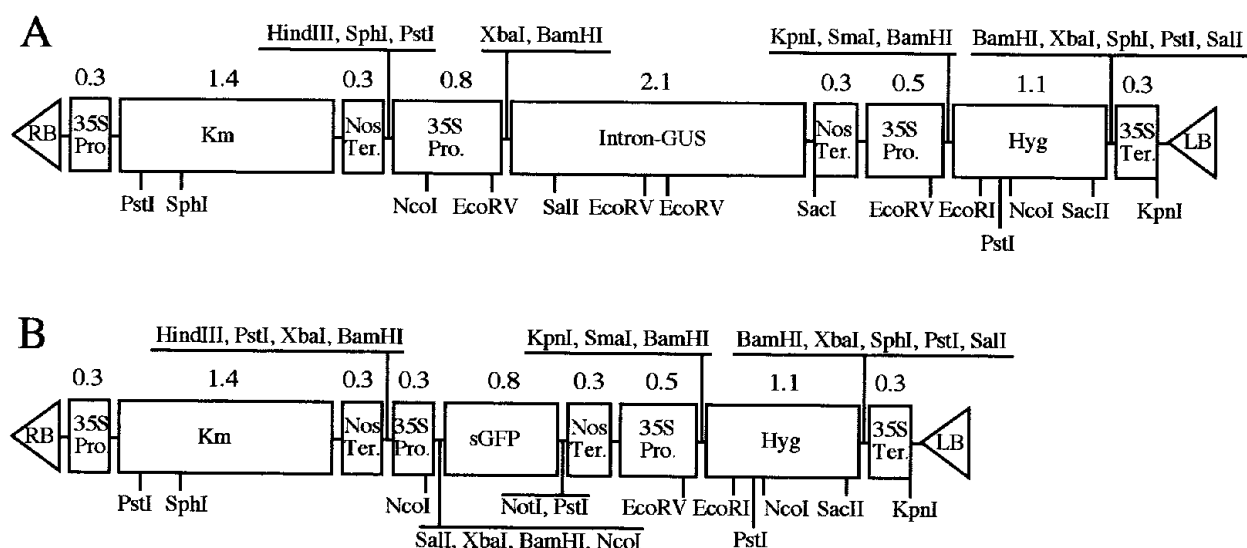 A
HindIII, SphI, PstI
XbaI, BamHI
KpnI, SmaI, BamHI
BamHI, XbaI, SphI, PstI, SalI
0.3 1.4 0.3 0.8 2.1 0.3 0.5 1.1 0.3
RB
35S Pro.
Km
Nos Ter.
35S Pro.
Intron-GUS
Nos Ter.
35S Pro.
Hyg
35S Ter.
LB
PstI SphI NcoI EcoRV SalI EcoRV EcoRV SacI EcoRV EcoRI NcoI SacII KpnI
PstI
B
HindIII, PstI, XbaI, BamHI
KpnI, SmaI, BamHI
BamHI, XbaI, SphI, PstI, SalI
0.3 1.4 0.3 0.3 0.8 0.3 0.5 1.1 0.3
RB
35S Pro.
Km
Nos Ter.
35S Pro.
sGFP
Nos Ter.
35S Pro.
Hyg
35S Ter.
LB
PstI SphI NcoI NotI, PstI EcoRV EcoRI NcoI SacII KpnI
SalI, XbaI, BamHI, NcoI
PstI